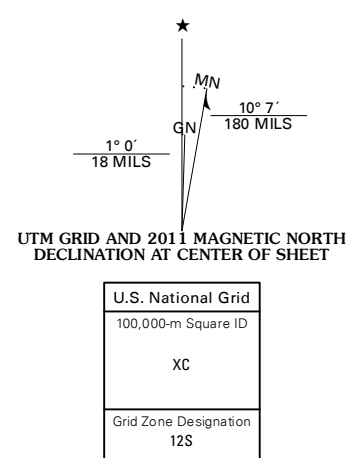 ★
MN
GN
10° 7´
180 MILS
1° 0´
18 MILS
UTM GRID AND 2011 MAGNETIC NORTH
DECLINATION AT CENTER OF SHEET
U.S. National Grid
100,000-m Square ID
XC
Grid Zone Designation
12S